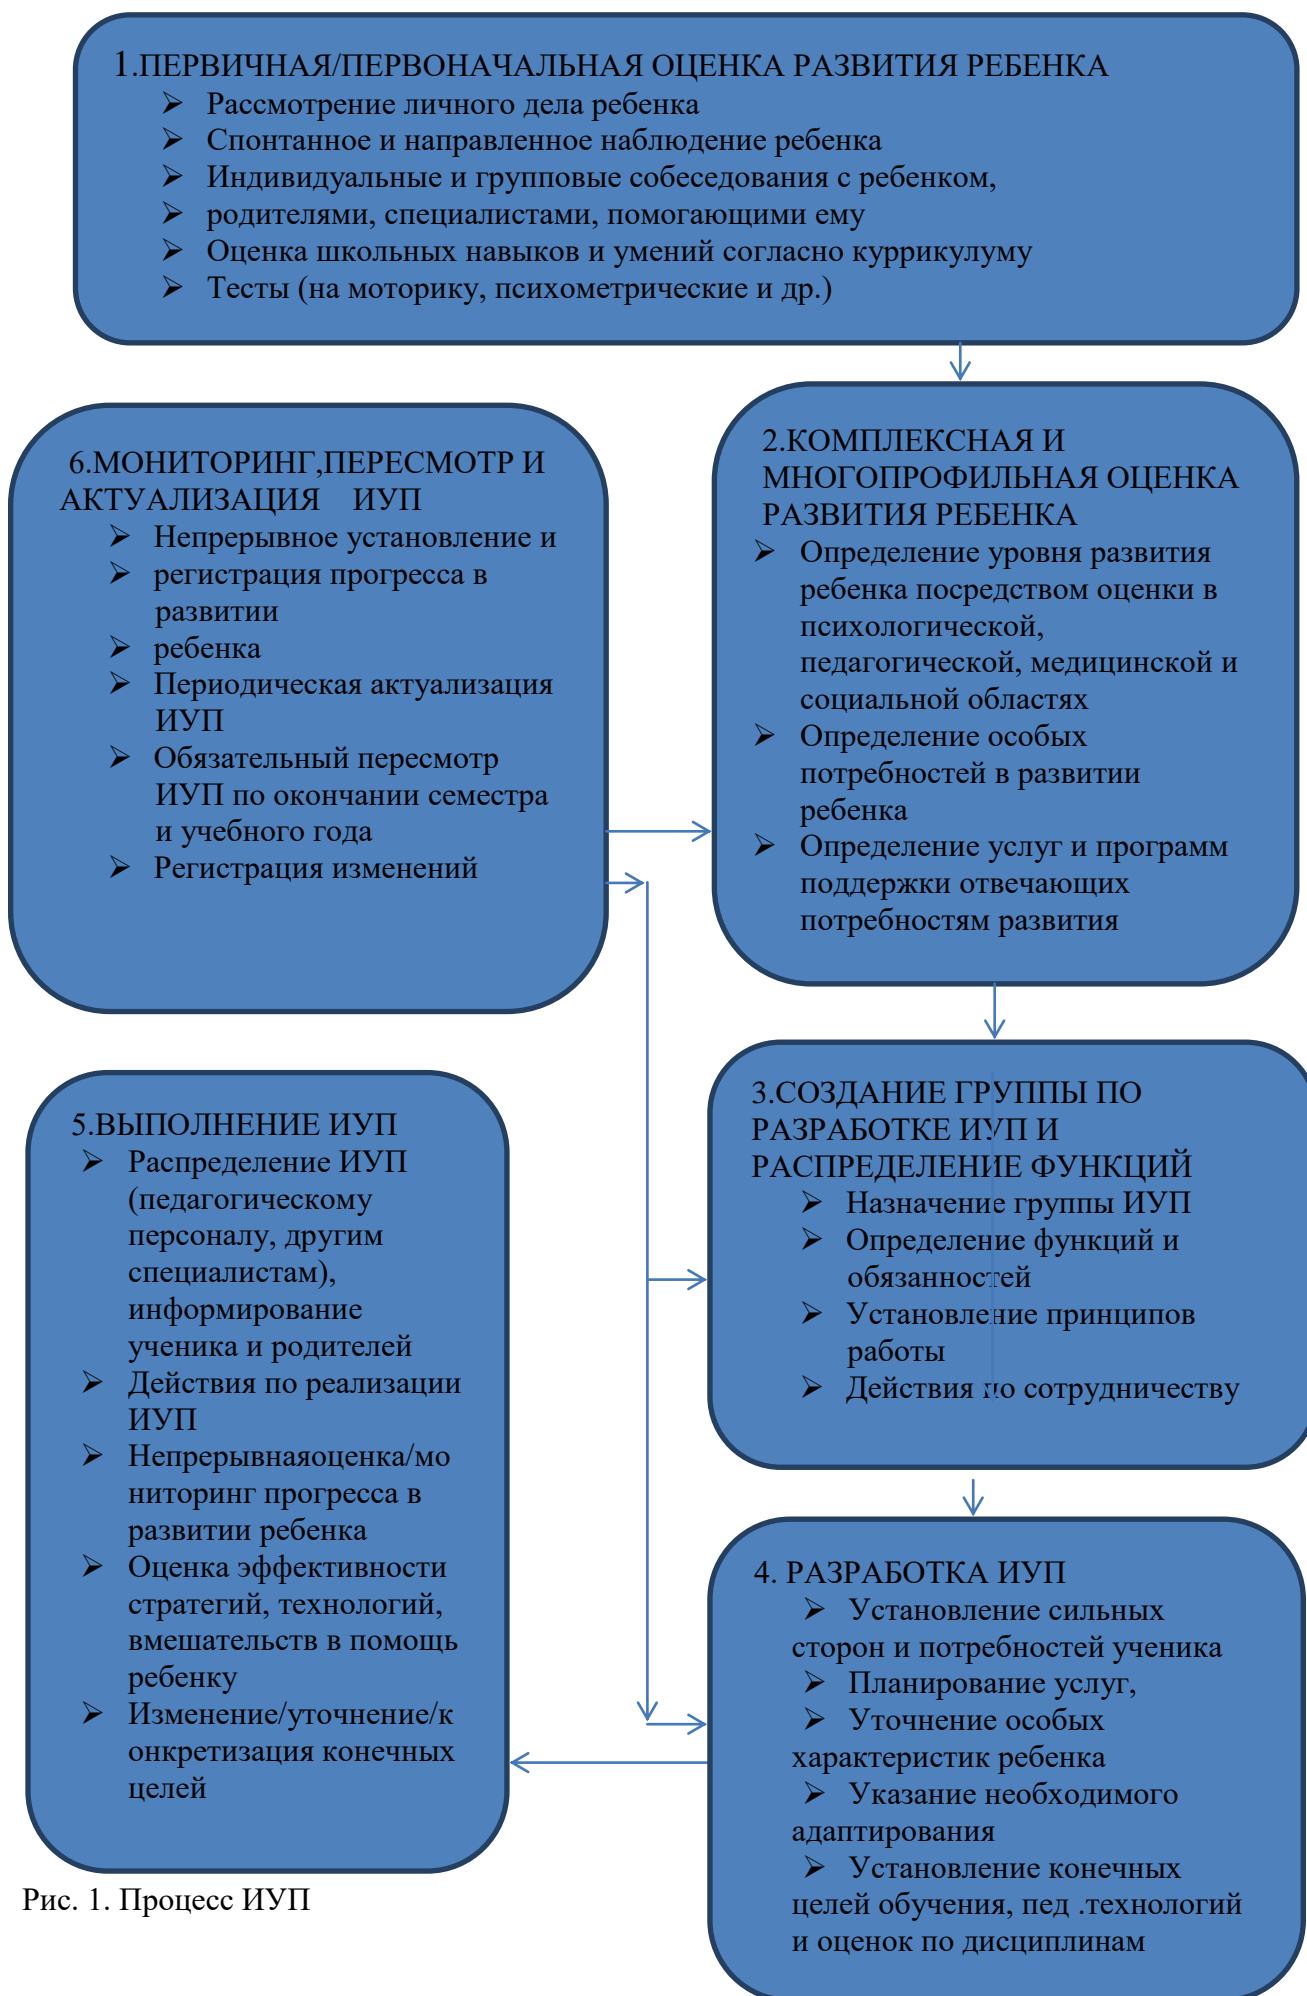 1.ПЕРВИЧНАЯ/ПЕРВОНАЧАЛЬНАЯ ОЦЕНКА РАЗВИТИЯ РЕБЕНКА
➢ Рассмотрение личного дела ребенка
➢ Спонтанное и направленное наблюдение ребенка
➢ Индивидуальные и групповые собеседования с ребенком,
➢ родителями, специалистами, помогающими ему
➢ Оценка школьных навыков и умений согласно куррикулуму
➢ Тесты (на моторику, психометрические и др.)
2.КОМПЛЕКСНАЯ И
МНОГОПРОФИЛЬНАЯ ОЦЕНКА
РАЗВИТИЯ РЕБЕНКА
➢ Определение уровня развития
ребенка посредством оценки в
психологической,
педагогической, медицинской и
социальной областях
➢ Определение особых
потребностей в развитии
ребенка
➢ Определение услуг и программ
поддержки отвечающих
потребностям развития
3.СОЗДАНИЕ ГРУППЫ ПО
РАЗРАБОТКЕ ИУП И
РАСПРЕДЕЛЕНИЕ ФУНКЦИЙ
➢ Назначение группы ИУП
➢ Определение функций и
обязанностей
➢ Установление принципов
работы
➢ Действия по сотрудничеству
4. РАЗРАБОТКА ИУП
➢ Установление сильных
сторон и потребностей ученика
➢ Планирование услуг,
➢ Уточнение особых
характеристик ребенка
➢ Указание необходимого
адаптирования
➢ Установление конечных
целей обучения, пед .технологий
и оценок по дисциплинам
5.ВЫПОЛНЕНИЕ ИУП
➢ Распределение ИУП
(педагогическому
персоналу, другим
специалистам),
информирование
ученика и родителей
➢ Действия по реализации
ИУП
➢ Непрерывнаяоценка/мо
ниторинг прогресса в
развитии ребенка
➢ Оценка эффективности
стратегий, технологий,
вмешательств в помощь
ребенку
➢ Изменение/уточнение/к
онкретизация конечных
целей
6.МОНИТОРИНГ,ПЕРЕСМОТР И
АКТУАЛИЗАЦИЯ ИУП
➢ Непрерывное установление и
➢ регистрация прогресса в
развитии
➢ ребенка
➢ Периодическая актуализация
ИУП
➢ Обязательный пересмотр
ИУП по окончании семестра
и учебного года
➢ Регистрация изменений
Рис. 1. Процесс ИУП